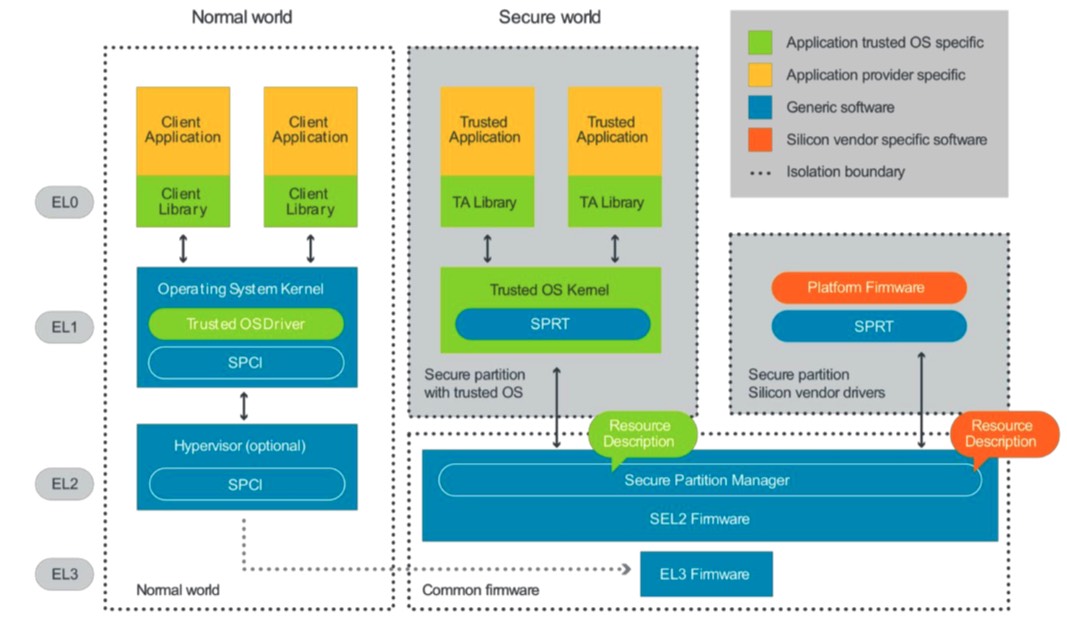 Normal world
Secure world
Application trusted OS specific
Application provider specific
Generic software
Silicon vendor specific software
Isolation boundary
EL0
EL1
EL2
EL3
Client
Application
Client
Library
Client
Application
Client
Library
Operating System Kernel
Trusted OSDriver
SPCI
Hypervisor (optional)
SPCI
Normal world
Trusted
Application
TA Library
Trusted
Application
TA Library
Trusted OS Kernel
SPRT
Secure partition
with trusted OS
Platform Firmware
SPRT
Secure partition
Silicon vendor drivers
Resource
Description
Resource
Description
Secure Partition Manager
SEL2 Firmware
EL3 Firmware
Common firmware